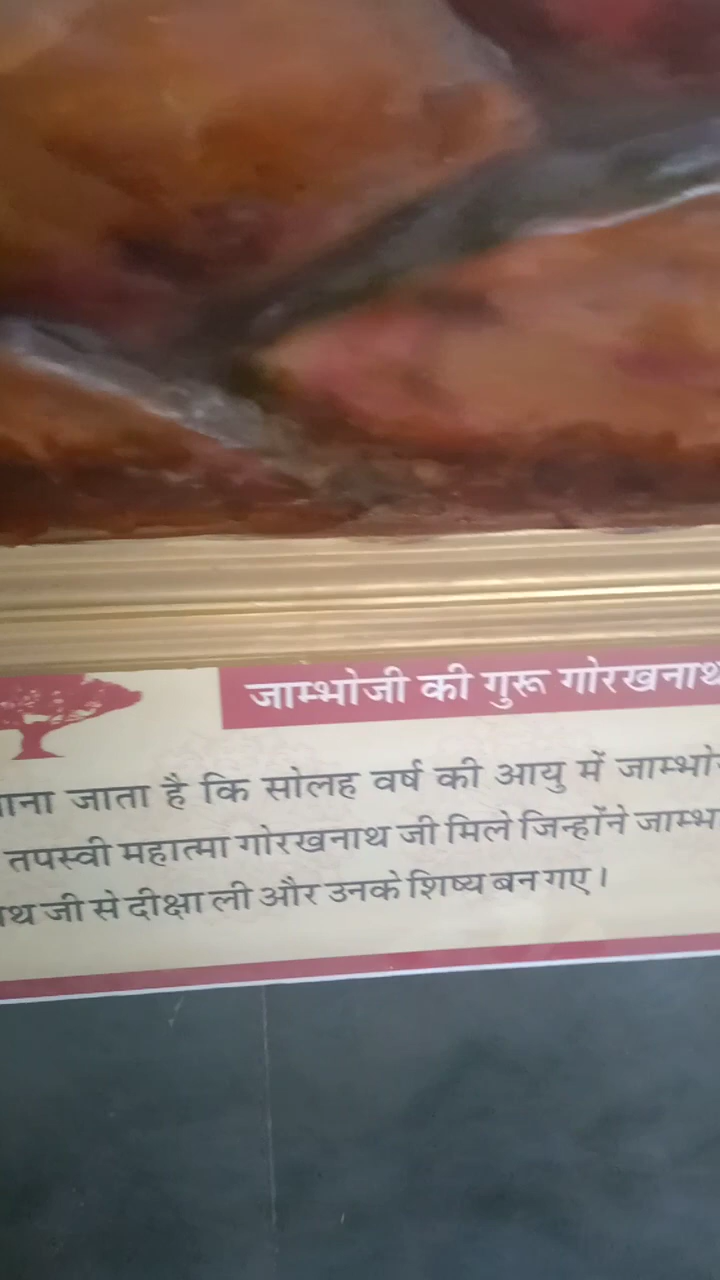 जाम्भोजी की गुरू गोरखनाथ
जाता है कि सोलह वर्ष की आयु में
तपस्वी महात्मा गोरखनाथ जी मिले जिन्होंने
जी से दीक्षा ली और उनके शिष्य बन गए।